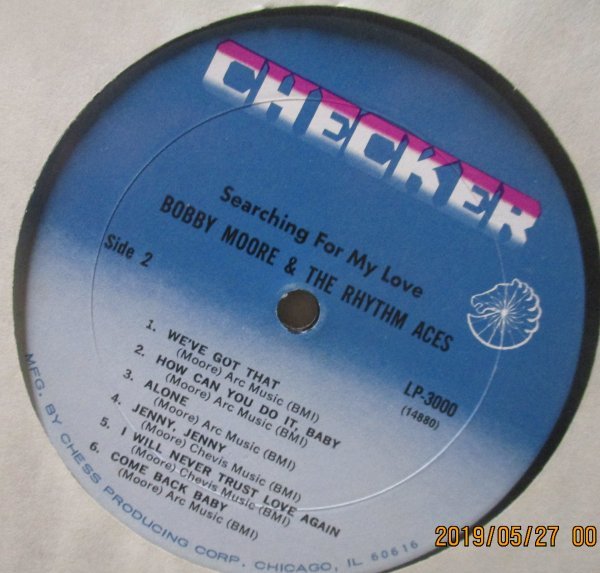 CHECKER
Searching For My Love
BOBBY MOORE & THE RHYTHM ACES
Side 2
LP-3000
(14880)
1. WE'VE GOT THAT
(Moore) Arc Music (BMI)
2. HOW CAN YOU DO IT, BABY
(Moore) Arc Music (BMI)
3. ALONE
(Moore) Arc Music (BMI)
4. JENNY, JENNY
(Moore) Chevis Music (BMI)
5. I WILL NEVER TRUST LOVE AGAIN
(Moore) Chevis Music (BMI)
6. COME BACK BABY
(Moore) Arc Music (BMI)
MFG. BY CHESS PRODUCING CORP. CHICAGO, IL 60616
2019/05/27 00